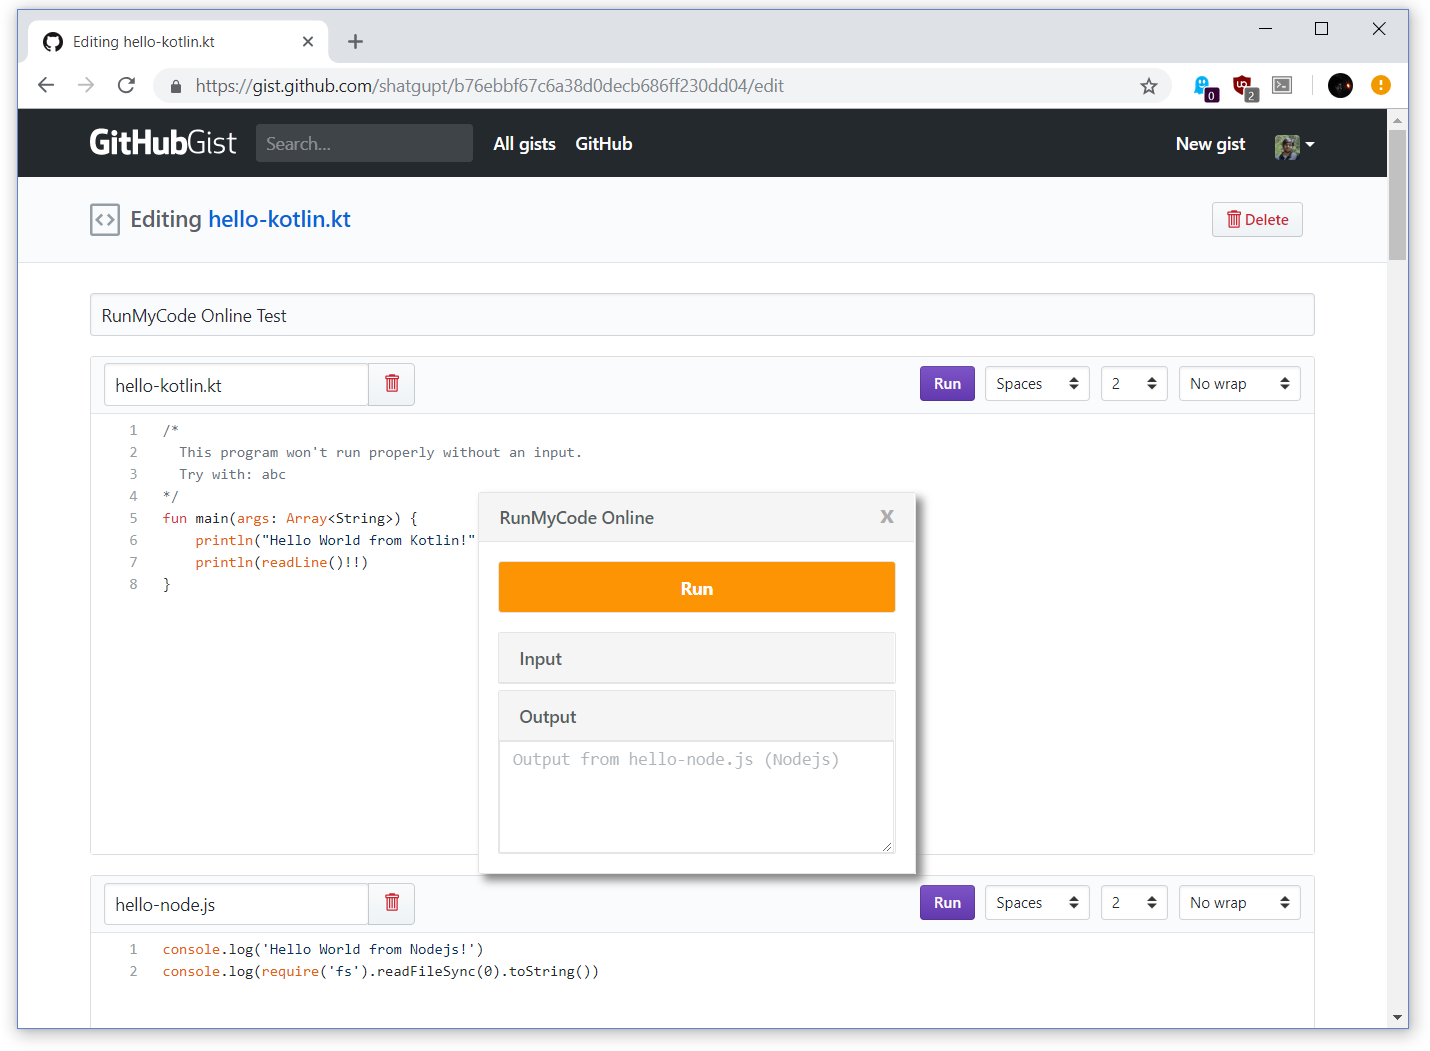 Editing hello-kotlin.kt
https://gist.github.com/shatgupt/b76ebbf67c6a38d0decb686ff230dd04/edit
0
2
GitHubGist
Search...
All gists
GitHub
New gist
Editing hello-kotlin.kt
Delete
RunMyCode Online Test
hello-kotlin.kt
Run
Spaces
2
No wrap
1 /*
2 This program won't run properly without an input.
3 Try with: abc
4 */
5 fun main(args: Array<String>) {
6 println("Hello World from Kotlin!"
7 println(readLine()!!)
8 }
RunMyCode Online
X
Run
Input
Output
Output from hello-node.js (Nodejs)
hello-node.js
Run
Spaces
2
No wrap
1 console.log('Hello World from Nodejs!')
2 console.log(require('fs').readFileSync(0).toString())